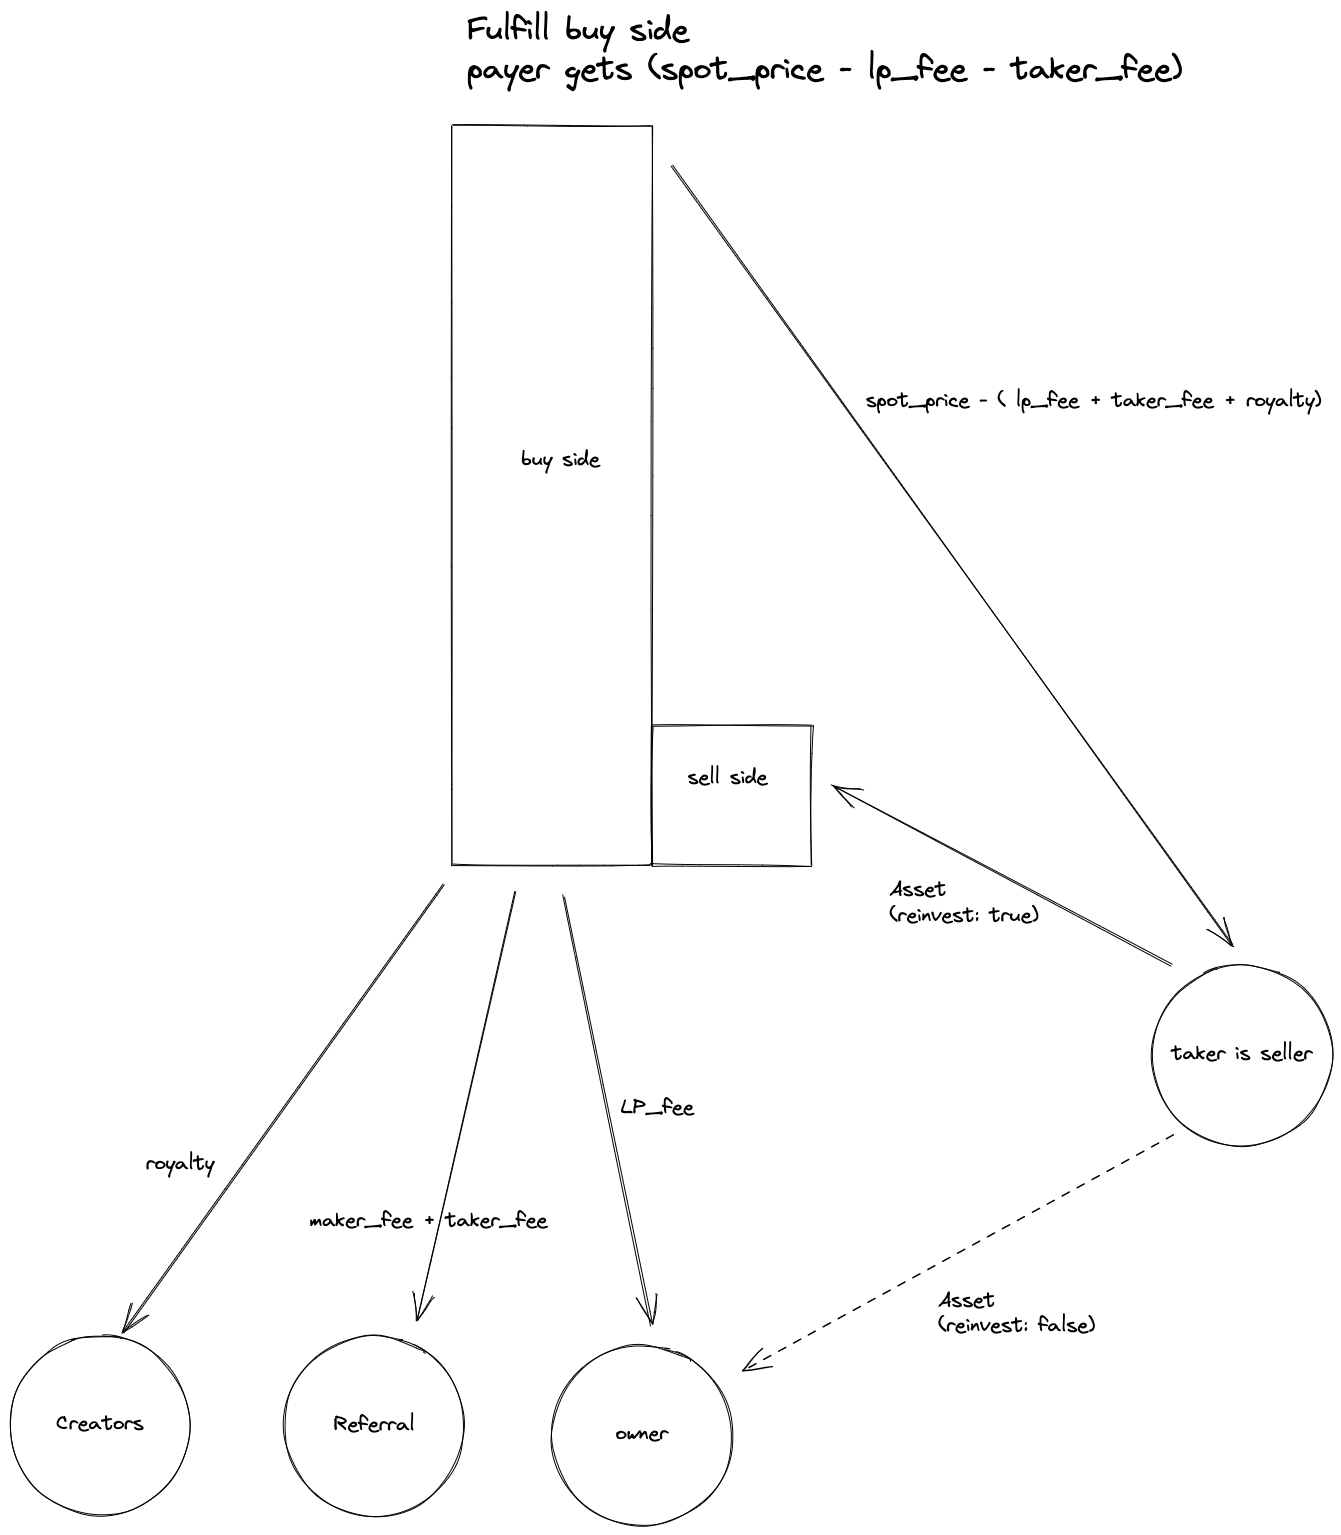 Fulfill buy side
payer gets (spot_price - lp_fee - taker_fee)
spot_price - ( lp_fee + taker_fee + royalty)
buy side
sell side
Asset
(reinvest: true)
taker is seller
LP_fee
royalty
maker_fee + taker_fee
Asset
(reinvest: false)
Creators
Referral
owner